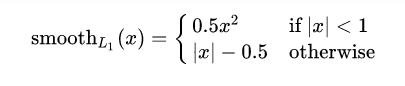 smooth_{L_1}(x) = { 0.5x^2 if |x| < 1
|x| − 0.5 otherwise